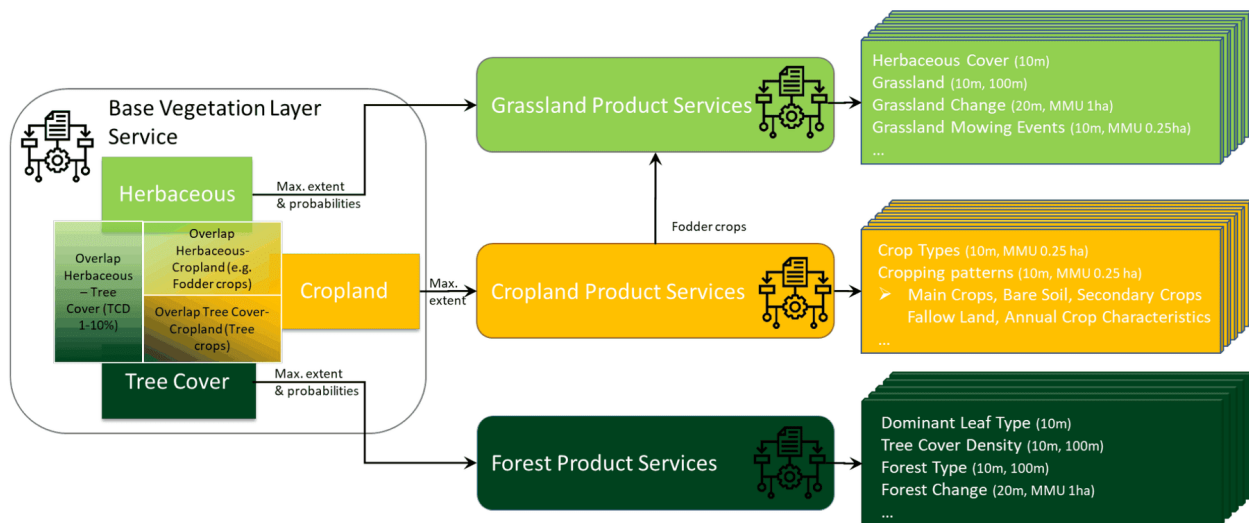 Base Vegetation Layer
Service
Herbaceous
Max. extent
& probabilities
Overlap
Herbaceous
– Tree
Cover (TCD
1-10%)
Overlap
Herbaceous-
Cropland (e.g.
Fodder crops)
Overlap Tree Cover-
Cropland (Tree
crops)
Cropland
Max.
extent
Tree Cover
Max. extent
& probabilities
Grassland Product Services
Fodder crops
Cropland Product Services
Forest Product Services
Herbaceous Cover (10m)
Grassland (10m, 100m)
Grassland Change (20m, MMU 1ha)
Grassland Mowing Events (10m, MMU 0.25ha)
...
Crop Types (10m, MMU 0.25 ha)
Cropping patterns (10m, MMU 0.25 ha)
➢ Main Crops, Bare Soil, Secondary Crops
Fallow Land, Annual Crop Characteristics
...
Dominant Leaf Type (10m)
Tree Cover Density (10m, 100m)
Forest Type (10m, 100m)
Forest Change (20m, MMU 1ha)
...